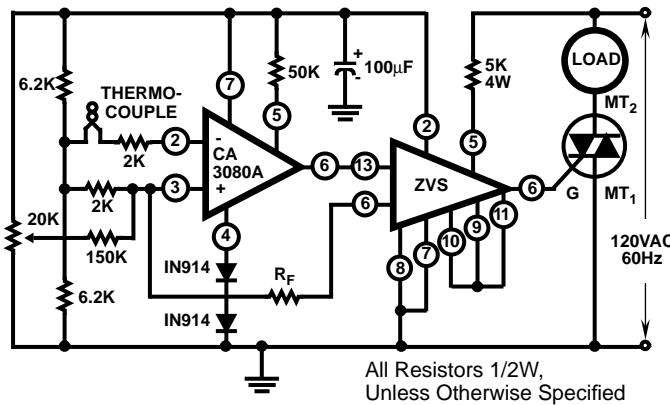 6.2K
THERMO-
COUPLE
7
50K
5
+
-
100μF
5K
4W
LOAD
MT2
2
2K
2
-
CA
3080A
+
6
13
ZVS
5
6
G
MT1
2K
3
6
20K
150K
4
10
9
11
8
7
120VAC
60Hz
IN914
RF
6.2K
IN914
All Resistors 1/2W,
Unless Otherwise Specified